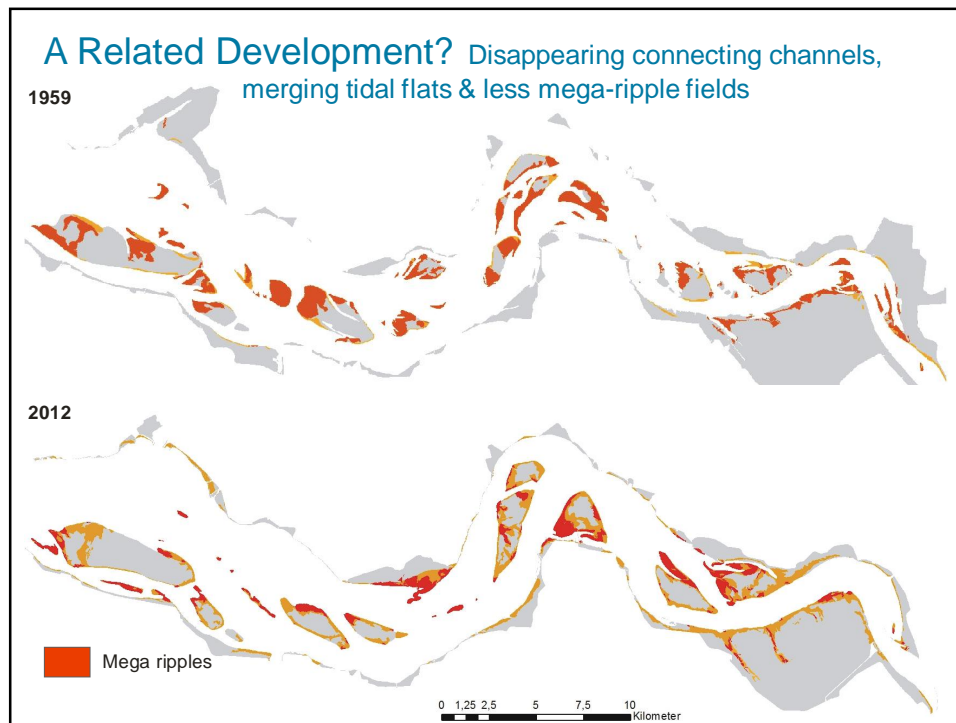 A Related Development? Disappearing connecting channels,
merging tidal flats & less mega-ripple fields
1959
2012
Mega ripples
0 1,25 2,5 5 7,5 10
Kilometer